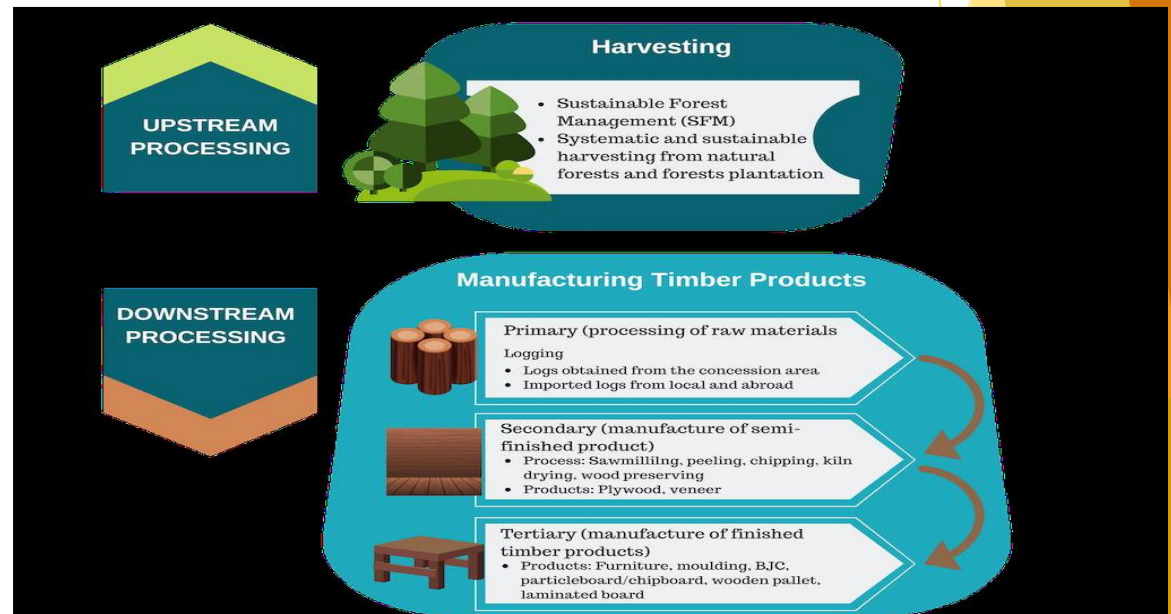 UPSTREAM
PROCESSING
Harvesting
• Sustainable Forest
Management (SFM)
• Systematic and sustainable
harvesting from natural
forests and forests plantation
DOWNSTREAM
PROCESSING
Manufacturing Timber Products
Primary (processing of raw materials
Logging
• Logs obtained from the concession area
• Imported logs from local and abroad
Secondary (manufacture of semi-
finished product)
• Process: Sawmillilng, peeling, chipping, kiln
drying, wood preserving
• Products: Plywood, veneer
Tertiary (manufacture of finished
timber products)
• Products: Furniture, moulding, BJC,
particleboard/chipboard, wooden pallet,
laminated board